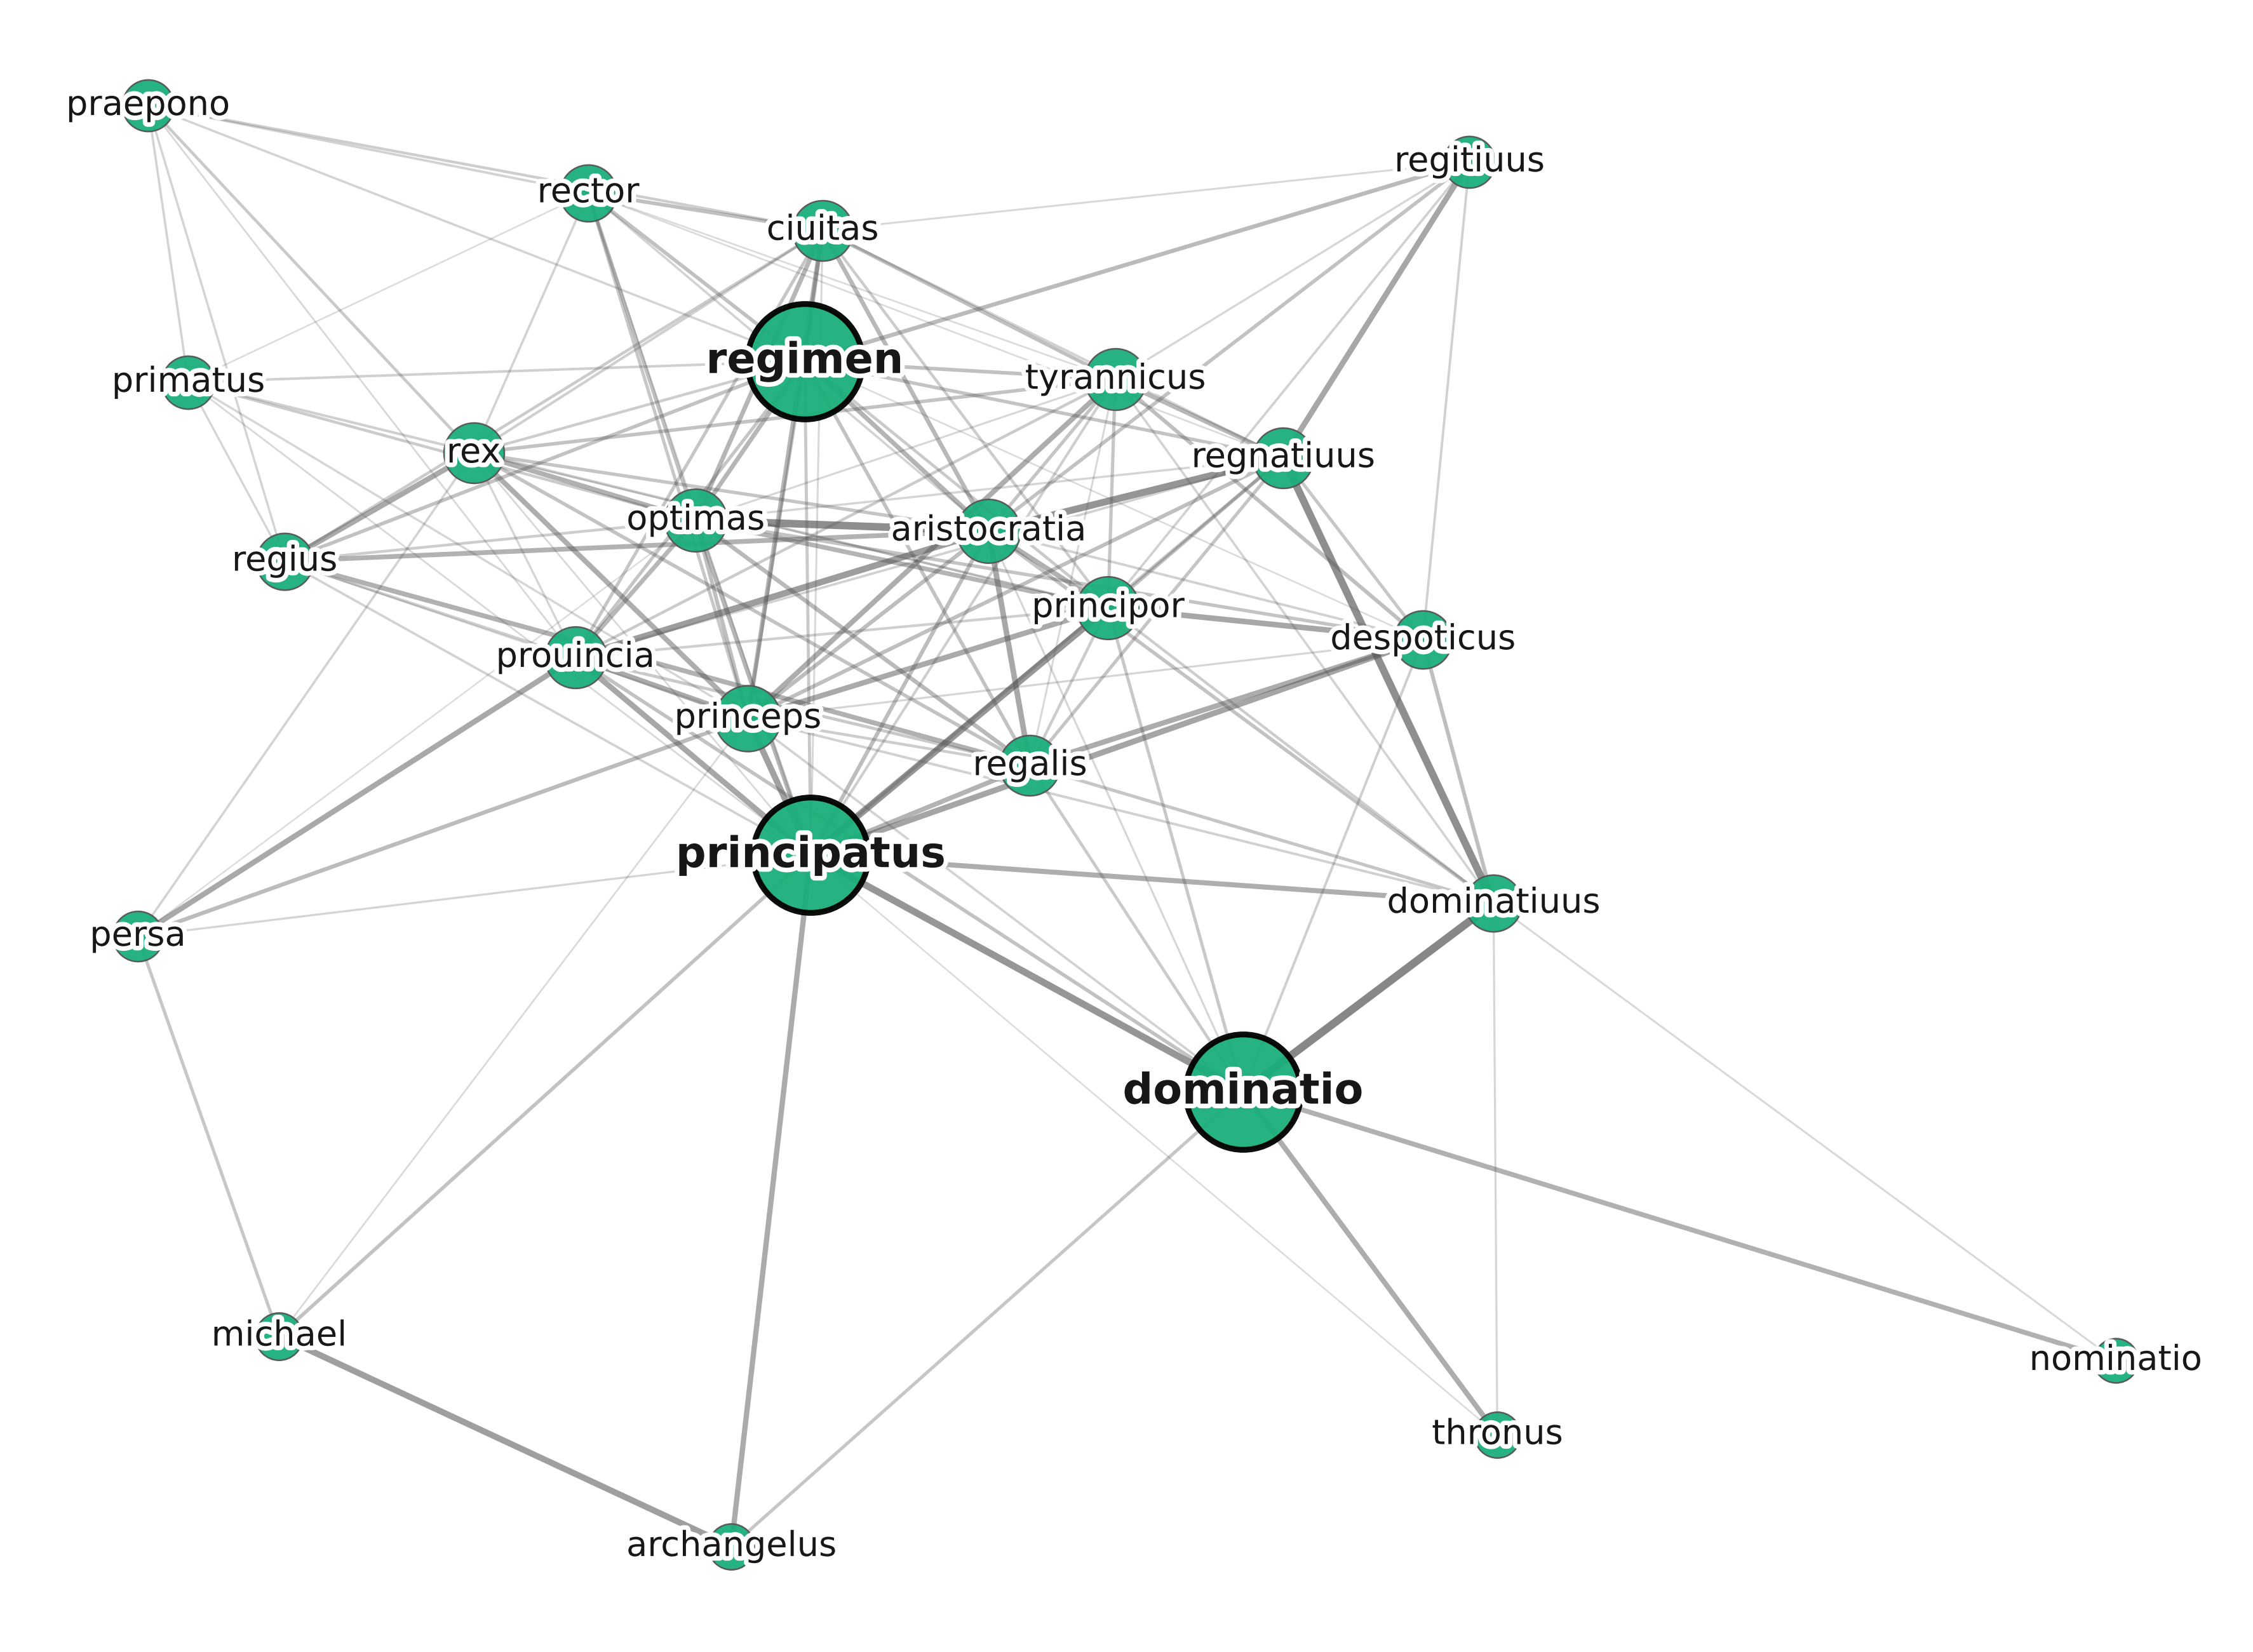 praepono
regitiuus
rector
ciuitas
regimen
tyrannicus
primatus
rex
regnatiuus
optimas
aristocratia
regius
principor
despoticus
prouincia
princeps
regalis
principatus
dominatiuus
persa
dominatio
michael
nominatio
thronus
archangelus